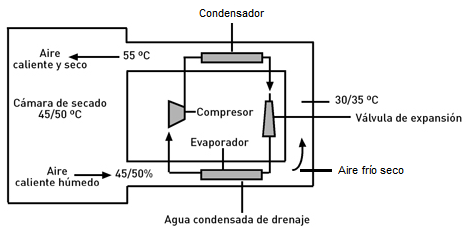 Condensador
Aire
caliente y seco
55 ºC
Cámara de secado
45/50 ºC
Compresor
30/35 ºC
Válvula de expansión
Evaporador
Aire
caliente húmedo
45/50%
Aire frío seco
Agua condensada de drenaje